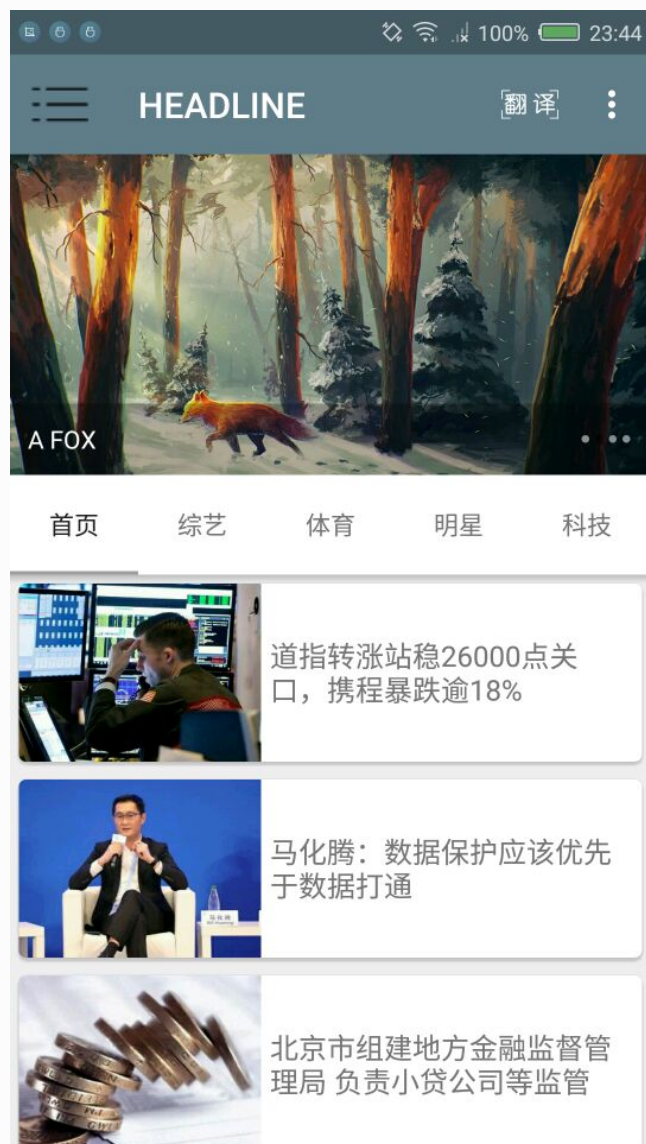 100% 23:44
HEADLINE 翻译
A FOX
首页 综艺 体育 明星 科技
道指转涨站稳26000点关
口，携程暴跌逾18%
马化腾：数据保护应该优先
于数据打通
北京市组建地方金融监督管
理局 负责小贷公司等监管